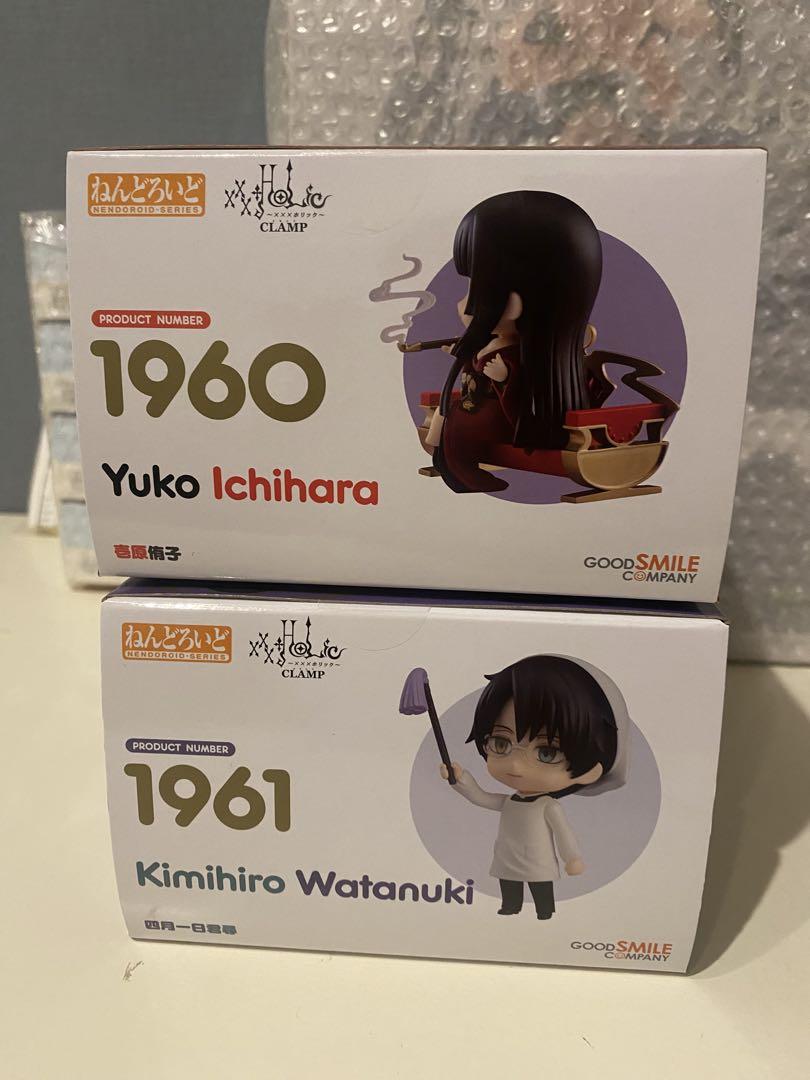 ねんどろいど
NENDOROID-SERIES
×××HOLiC
〜×××ホリック〜
CLAMP
PRODUCT NUMBER
1960
Yuko Ichihara
壱原侑子
GOOD SMILE
COMPANY
ねんどろいど
NENDOROID-SERIES
×××HOLiC
〜×××ホリック〜
CLAMP
PRODUCT NUMBER
1961
Kimihiro Watanuki
四月一日君尋
GOOD SMILE
COMPANY